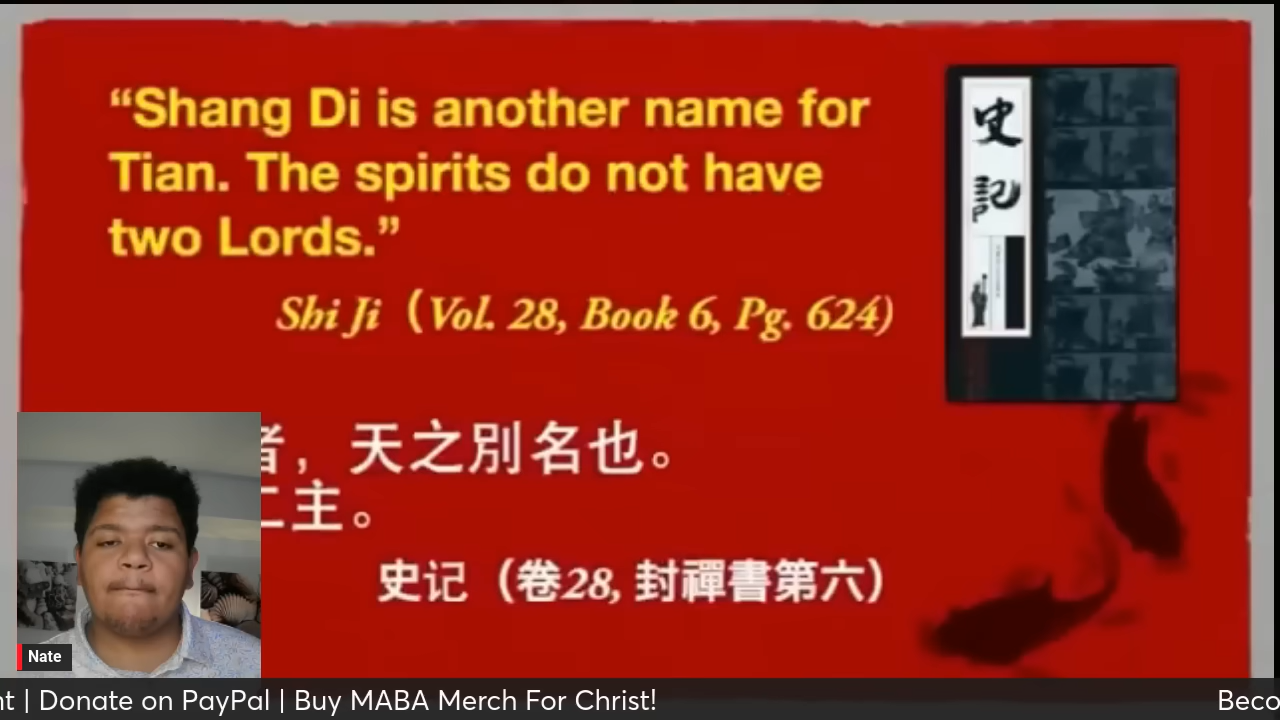 “Shang Di is another name for
Tian. The spirits do not have
two Lords.”
Shi Ji（Vol. 28, Book 6, Pg. 624)
史
記
者，天之別名也。
二主。
史记（卷28, 封禪書第六）
Nate
nt | Donate on PayPal | Buy MABA Merch For Christ!
Beco